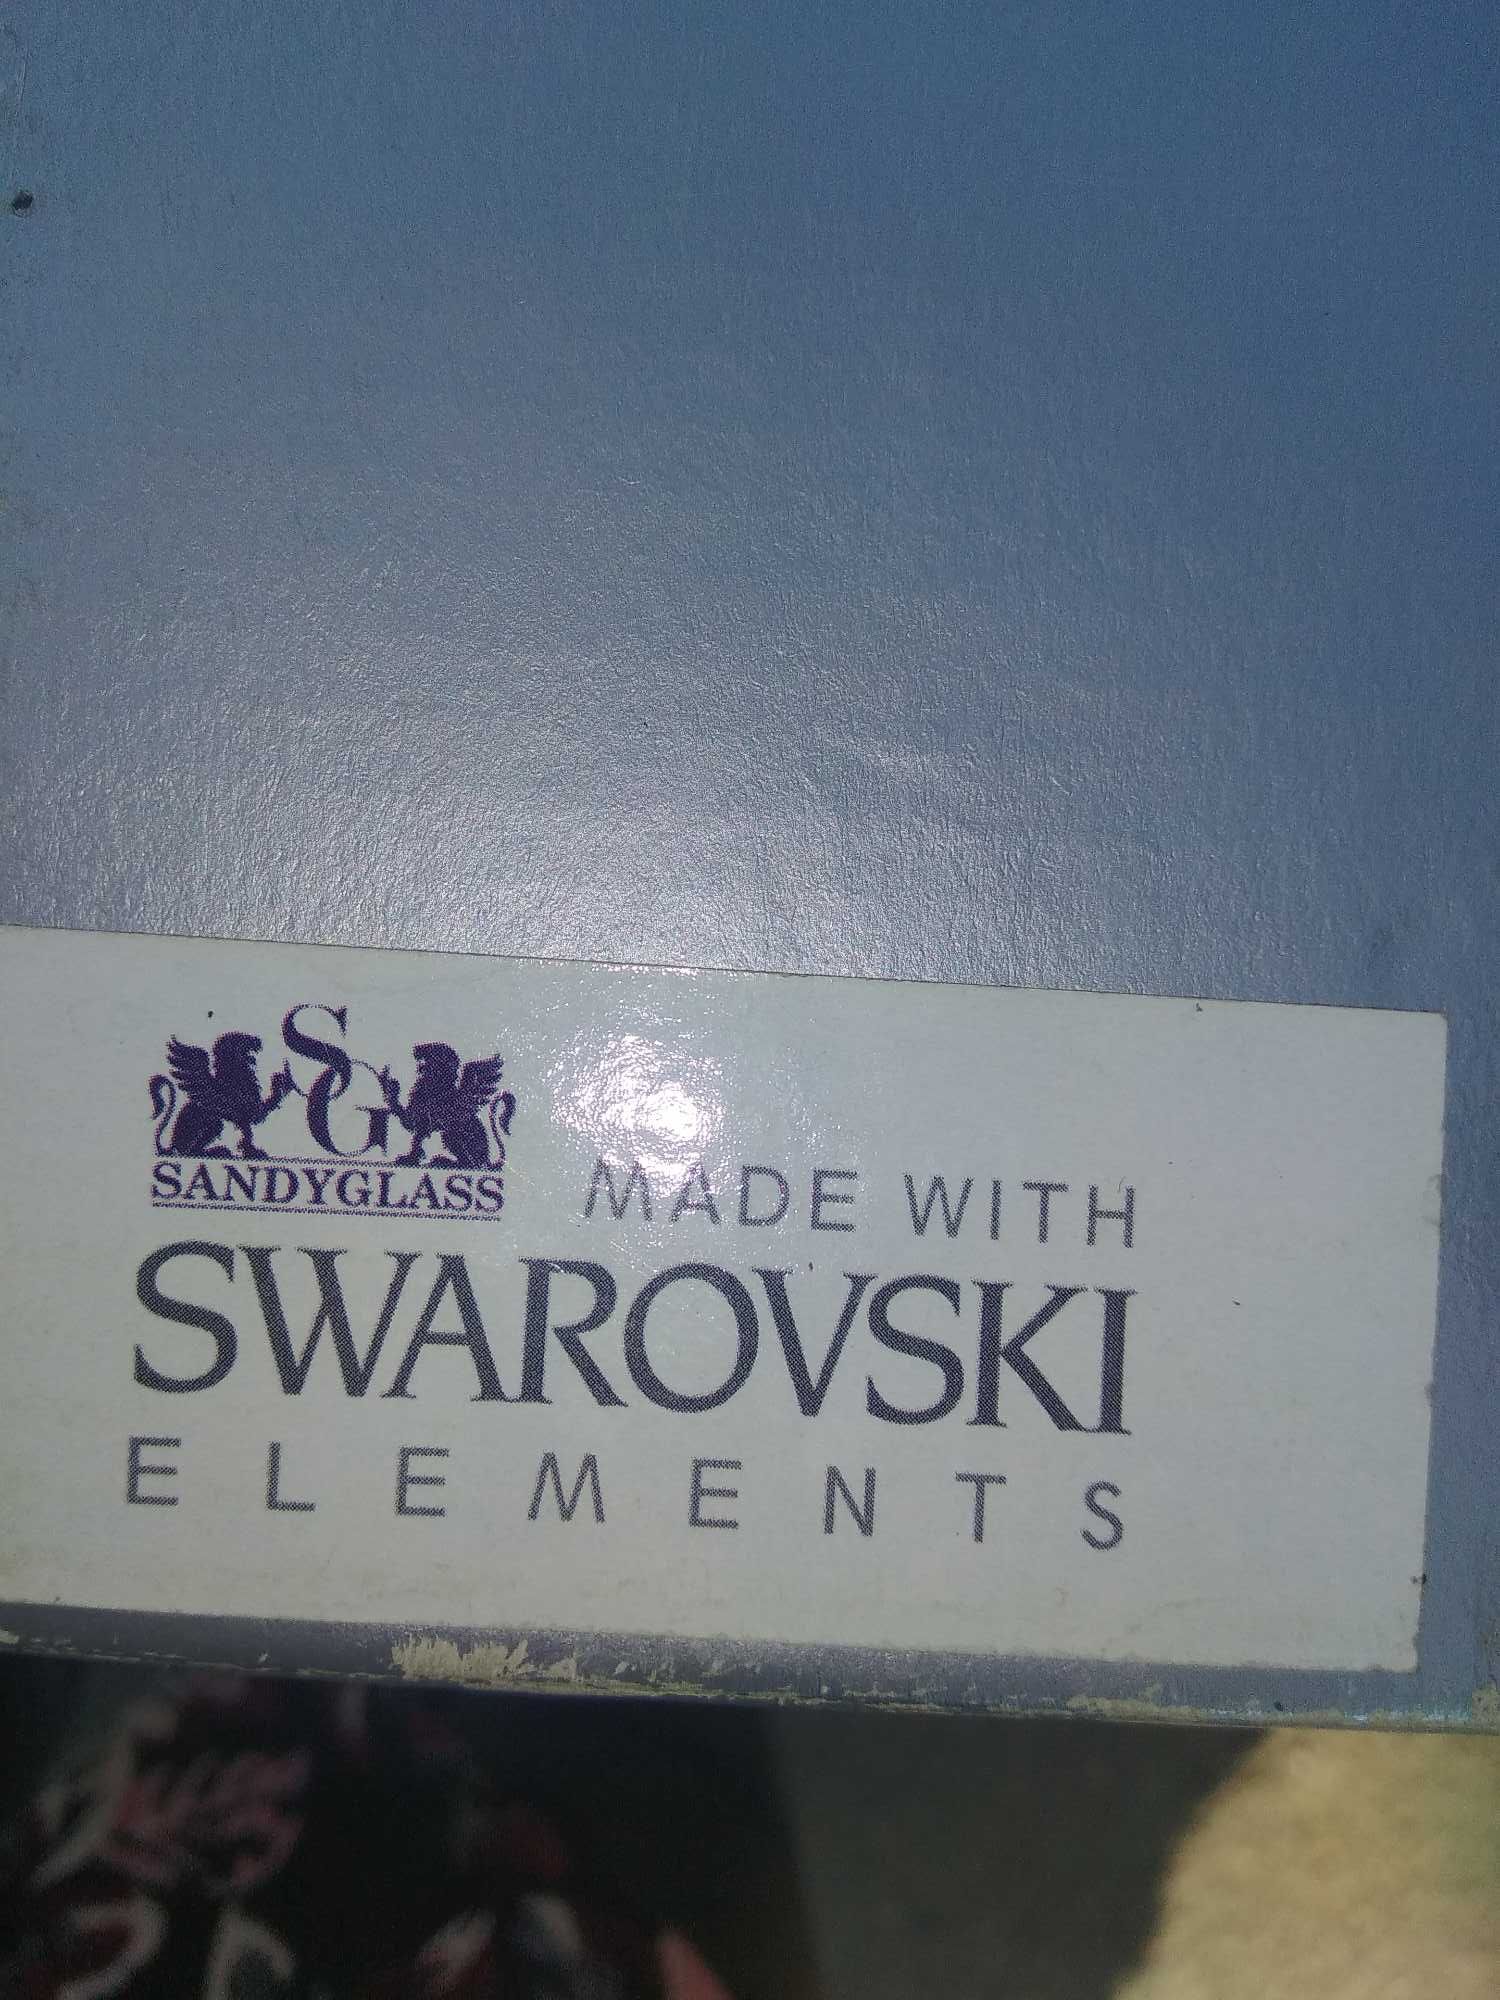 SG
SANDYGLASS
MADE WITH
SWAROVSKI
ELEMENTS